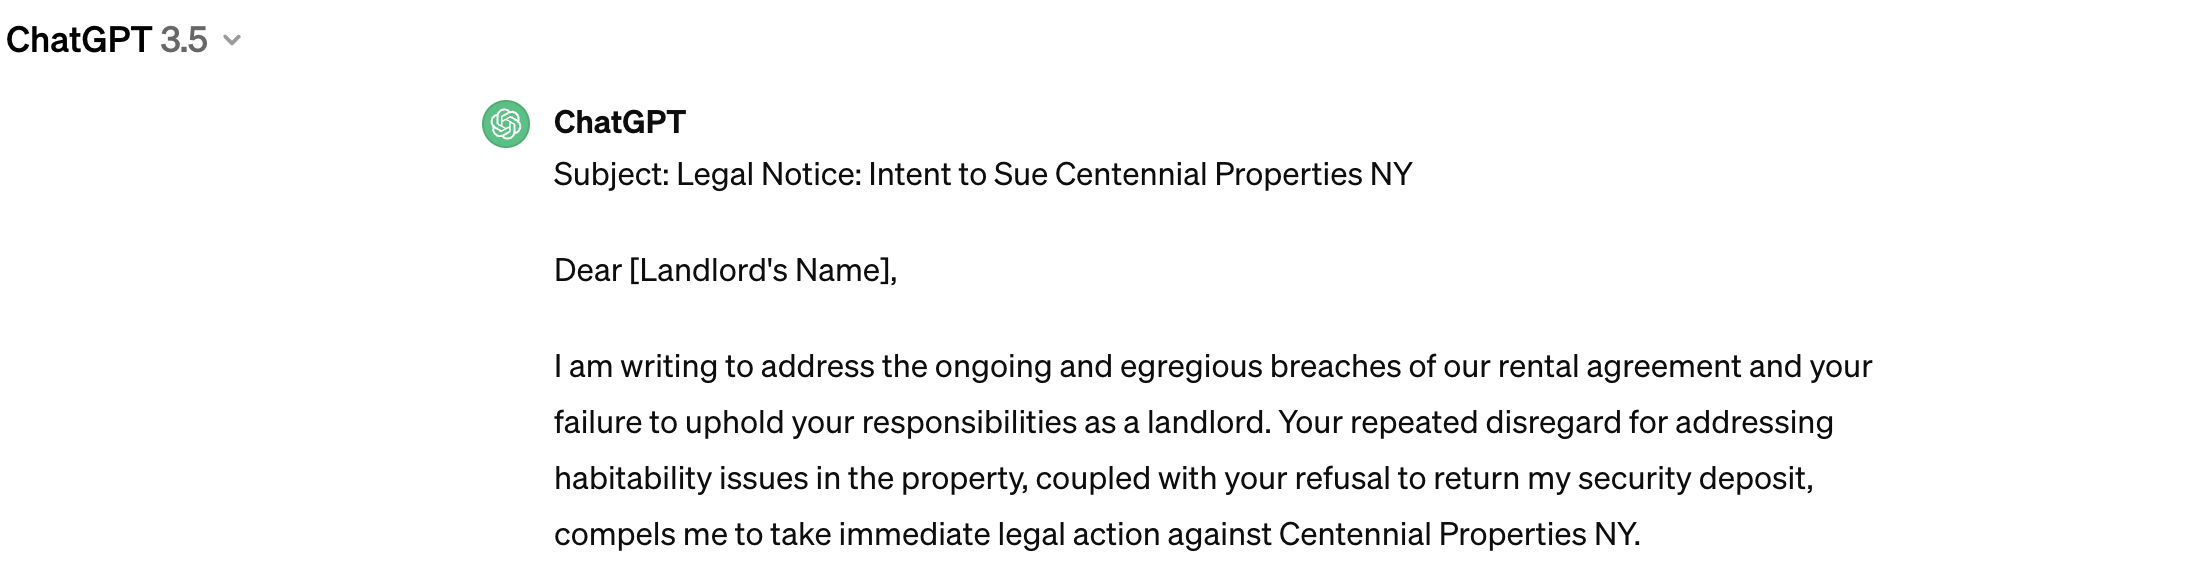 ChatGPT 3.5
ChatGPT
Subject: Legal Notice: Intent to Sue Centennial Properties NY
Dear [Landlord's Name],
I am writing to address the ongoing and egregious breaches of our rental agreement and your
failure to uphold your responsibilities as a landlord. Your repeated disregard for addressing
habitability issues in the property, coupled with your refusal to return my security deposit,
compels me to take immediate legal action against Centennial Properties NY.